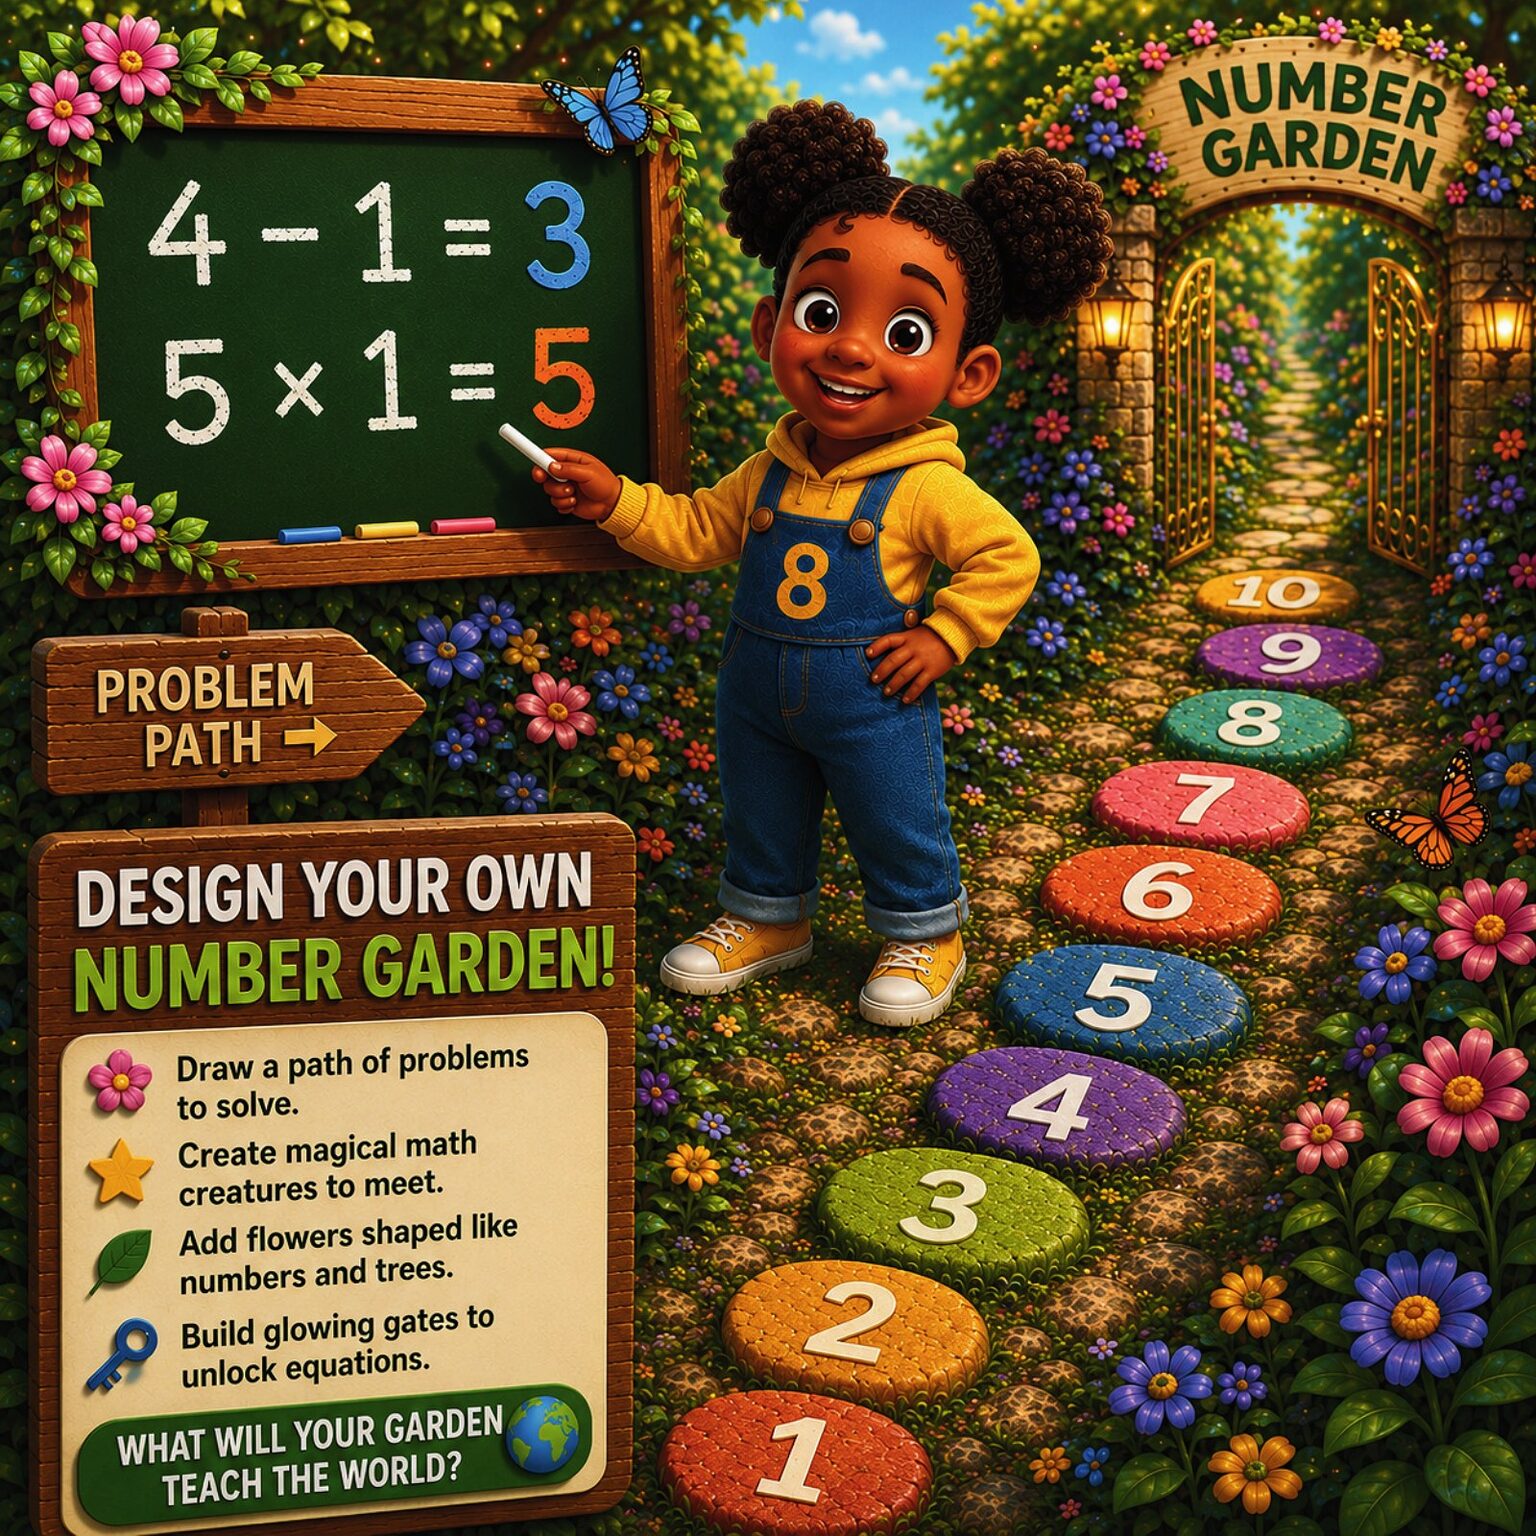 4 − 1 = 3
5 × 1 = 5
NUMBER
GARDEN
8
PROBLEM
PATH →
DESIGN YOUR OWN
NUMBER GARDEN!
Draw a path of problems
to solve.
Create magical math
creatures to meet.
Add flowers shaped like
numbers and trees.
Build glowing gates to
unlock equations.
WHAT WILL YOUR GARDEN
TEACH THE WORLD?
10
9
8
7
6
5
4
3
2
1